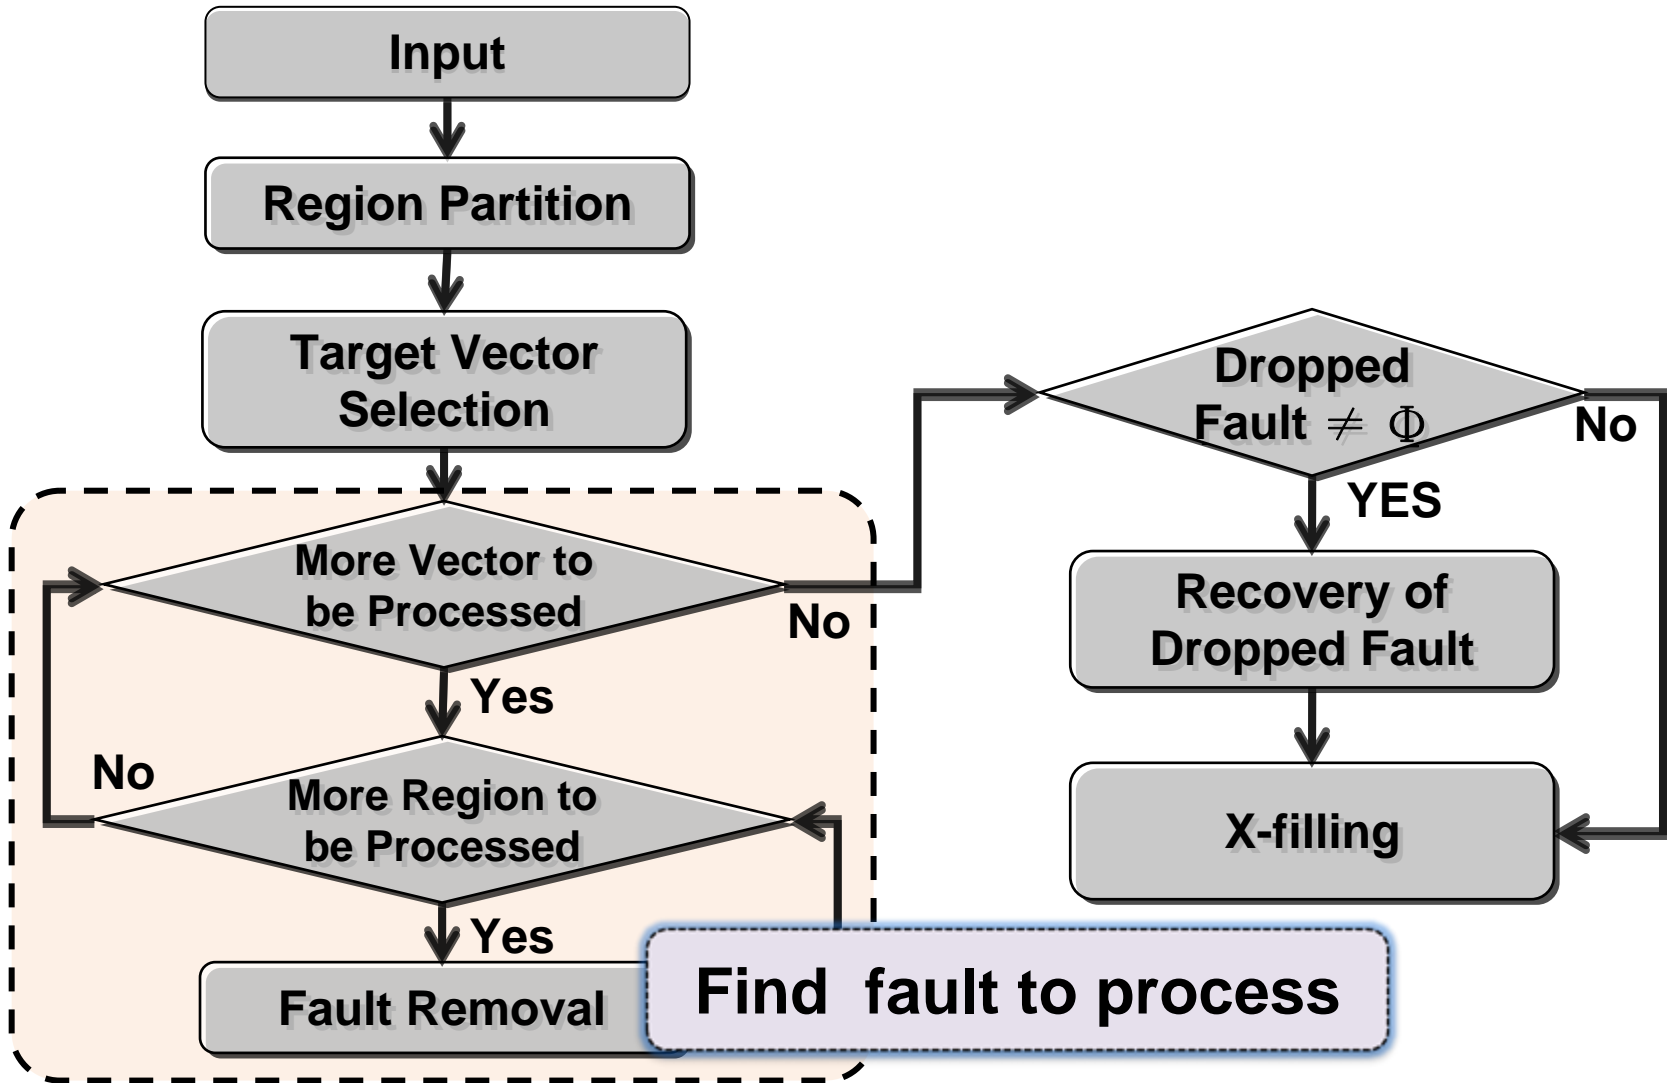 Input
Region Partition
Target Vector
Selection
More Vector to
be Processed
No
Yes
No
More Region to
be Processed
Yes
Fault Removal
Find fault to process
Dropped
Fault ≠ Φ
No
YES
Recovery of
Dropped Fault
X-filling